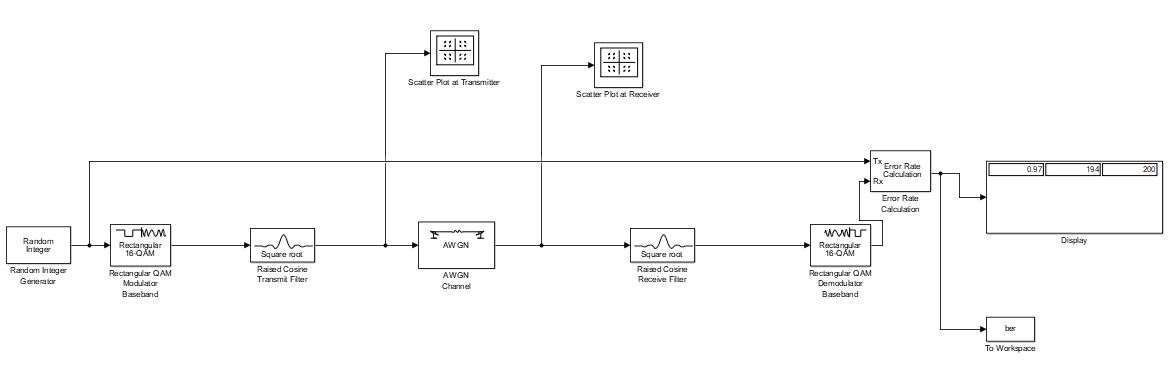 Scatter Plot at Transmitter
Scatter Plot at Receiver
Tx
Rx
Error Rate
Calculation
Error Rate
Calculation
0.97
194
200
Display
Random
Integer
Random Integer
Generator
Rectangular
16-QAM
Rectangular QAM
Modulator
Baseband
Square root
Raised Cosine
Transmit Filter
AWGN
AWGN
Channel
Square root
Raised Cosine
Receive Filter
Rectangular
16-QAM
Rectangular QAM
Demodulator
Baseband
ber
To Workspace